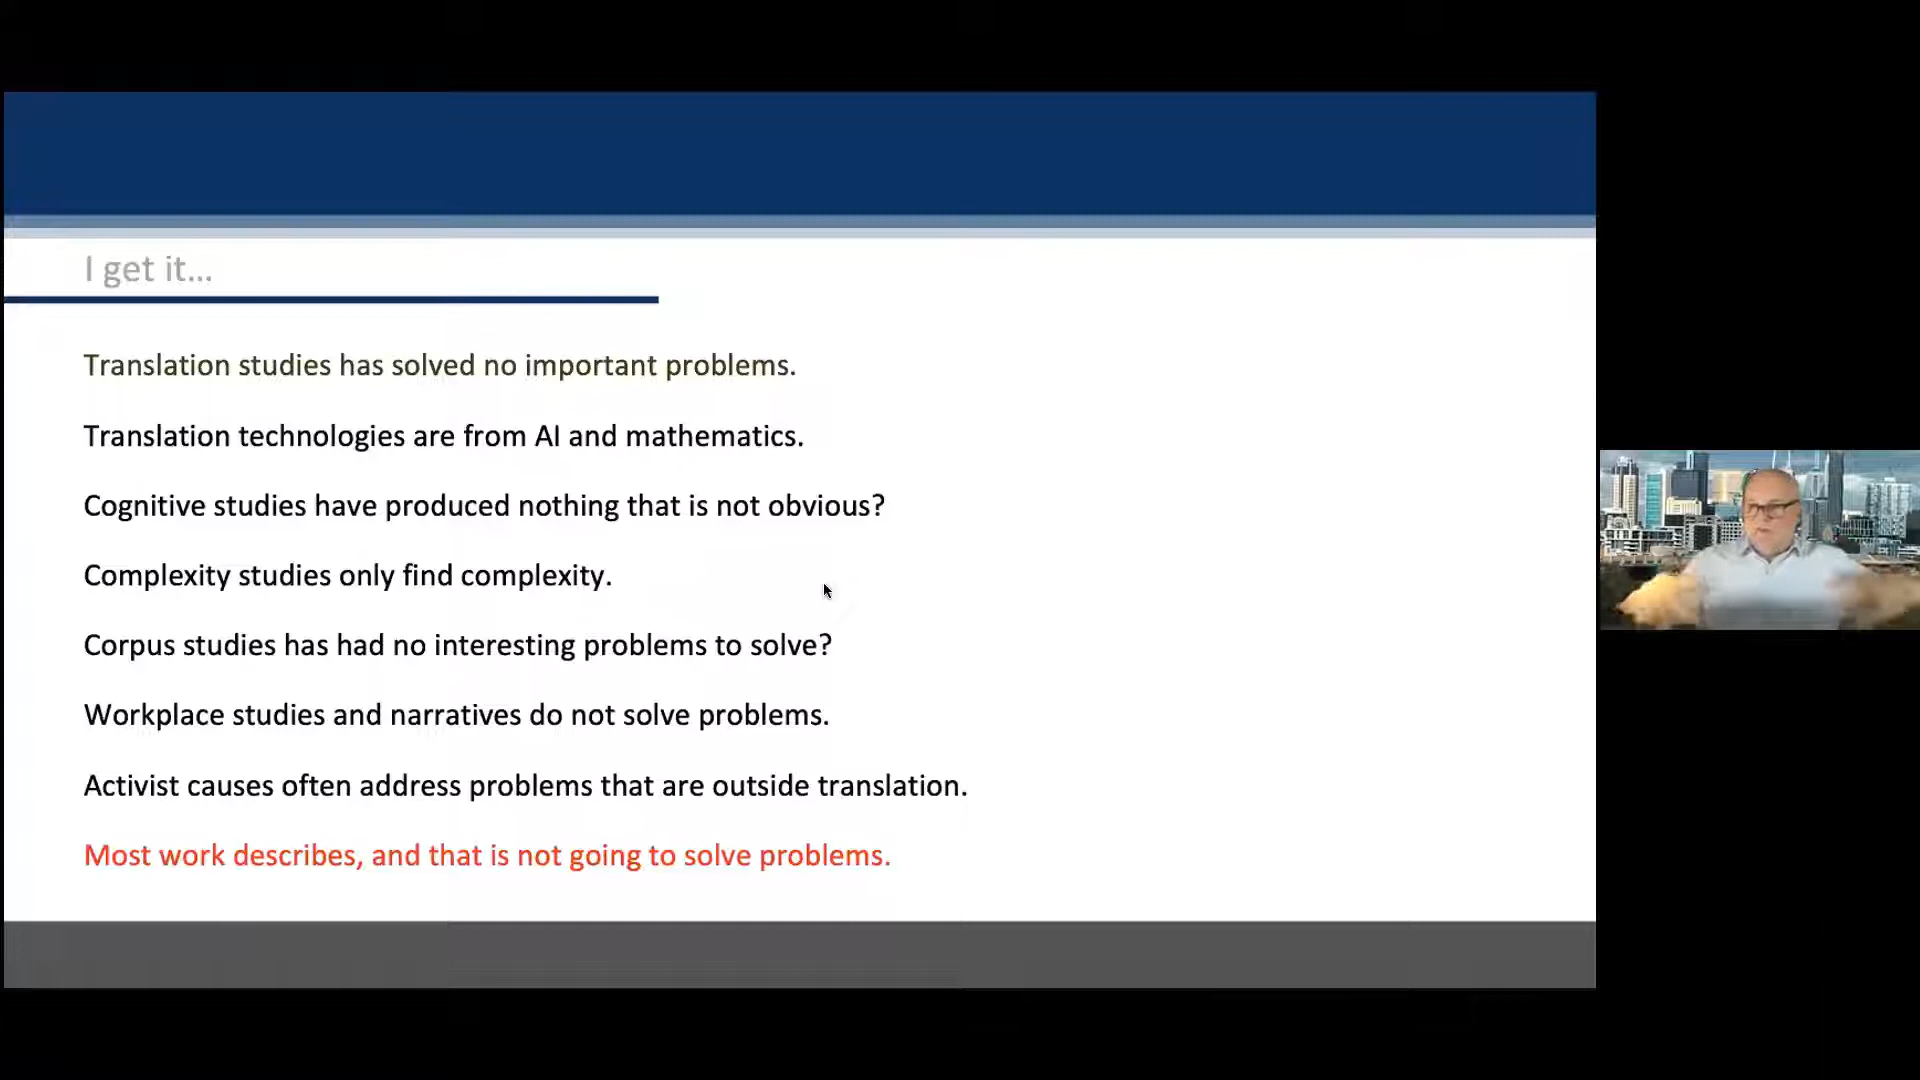 I get it...
Translation studies has solved no important problems.
Translation technologies are from AI and mathematics.
Cognitive studies have produced nothing that is not obvious?
Complexity studies only find complexity.
Corpus studies has had no interesting problems to solve?
Workplace studies and narratives do not solve problems.
Activist causes often address problems that are outside translation.
Most work describes, and that is not going to solve problems.